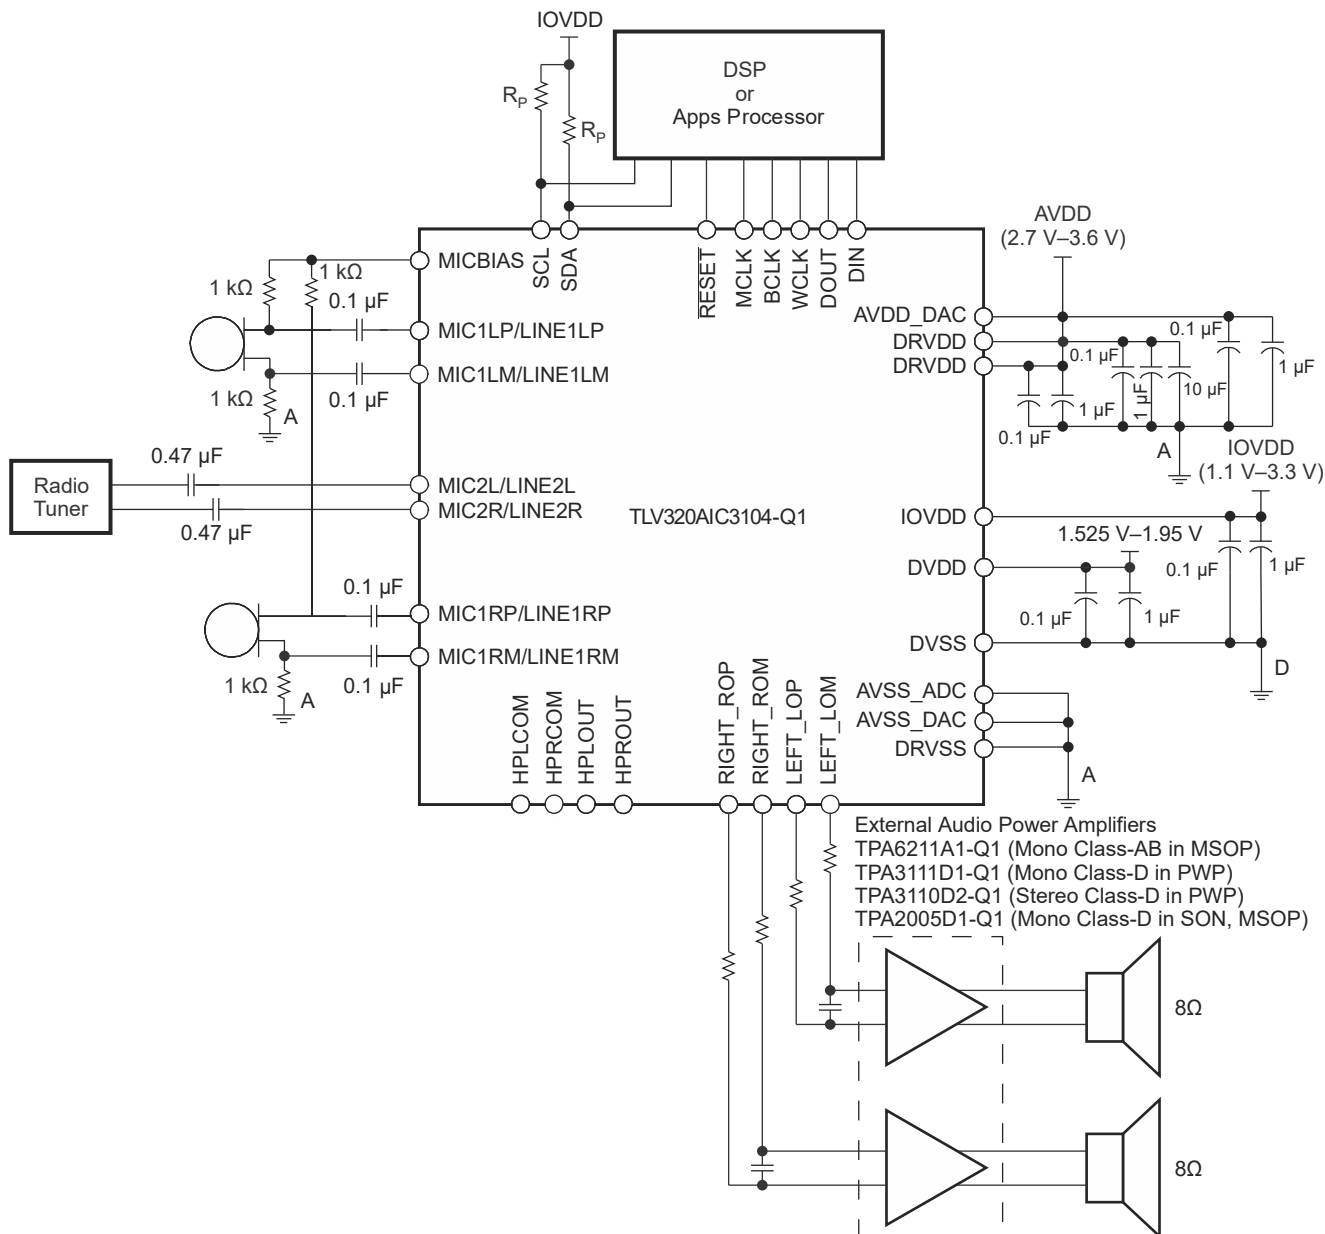 IOVDD
DSP
or
Apps Processor
R_P
R_P
AVDD
(2.7 V–3.6 V)
SCL
SDA
RESET
MCLK
BCLK
WCLK
DOUT
DIN
MICBIAS
1 kΩ
1 kΩ
0.1 µF
MIC1LP/LINE1LP
MIC1LM/LINE1LM
1 kΩ
0.1 µF
A
AVDD_DAC
DRVDD
DRVDD
0.1 µF
0.1 µF
1 µF
10 µF
1 µF
1 µF
0.1 µF
A
IOVDD
(1.1 V–3.3 V)
0.47 µF
Radio
Tuner
MIC2L/LINE2L
MIC2R/LINE2R
0.47 µF
TLV320AIC3104-Q1
IOVDD
1.525 V–1.95 V
DVDD
0.1 µF
1 µF
0.1 µF
1 µF
DVSS
D
0.1 µF
MIC1RP/LINE1RP
MIC1RM/LINE1RM
1 kΩ
0.1 µF
A
AVSS_ADC
AVSS_DAC
DRVSS
A
HPLCOM
HPRCOM
HPLOUT
HPROUT
RIGHT_ROP
RIGHT_ROM
LEFT_LOP
LEFT_LOM
External Audio Power Amplifiers
TPA6211A1-Q1 (Mono Class-AB in MSOP)
TPA3111D1-Q1 (Mono Class-D in PWP)
TPA3110D2-Q1 (Stereo Class-D in PWP)
TPA2005D1-Q1 (Mono Class-D in SON, MSOP)
8Ω
8Ω